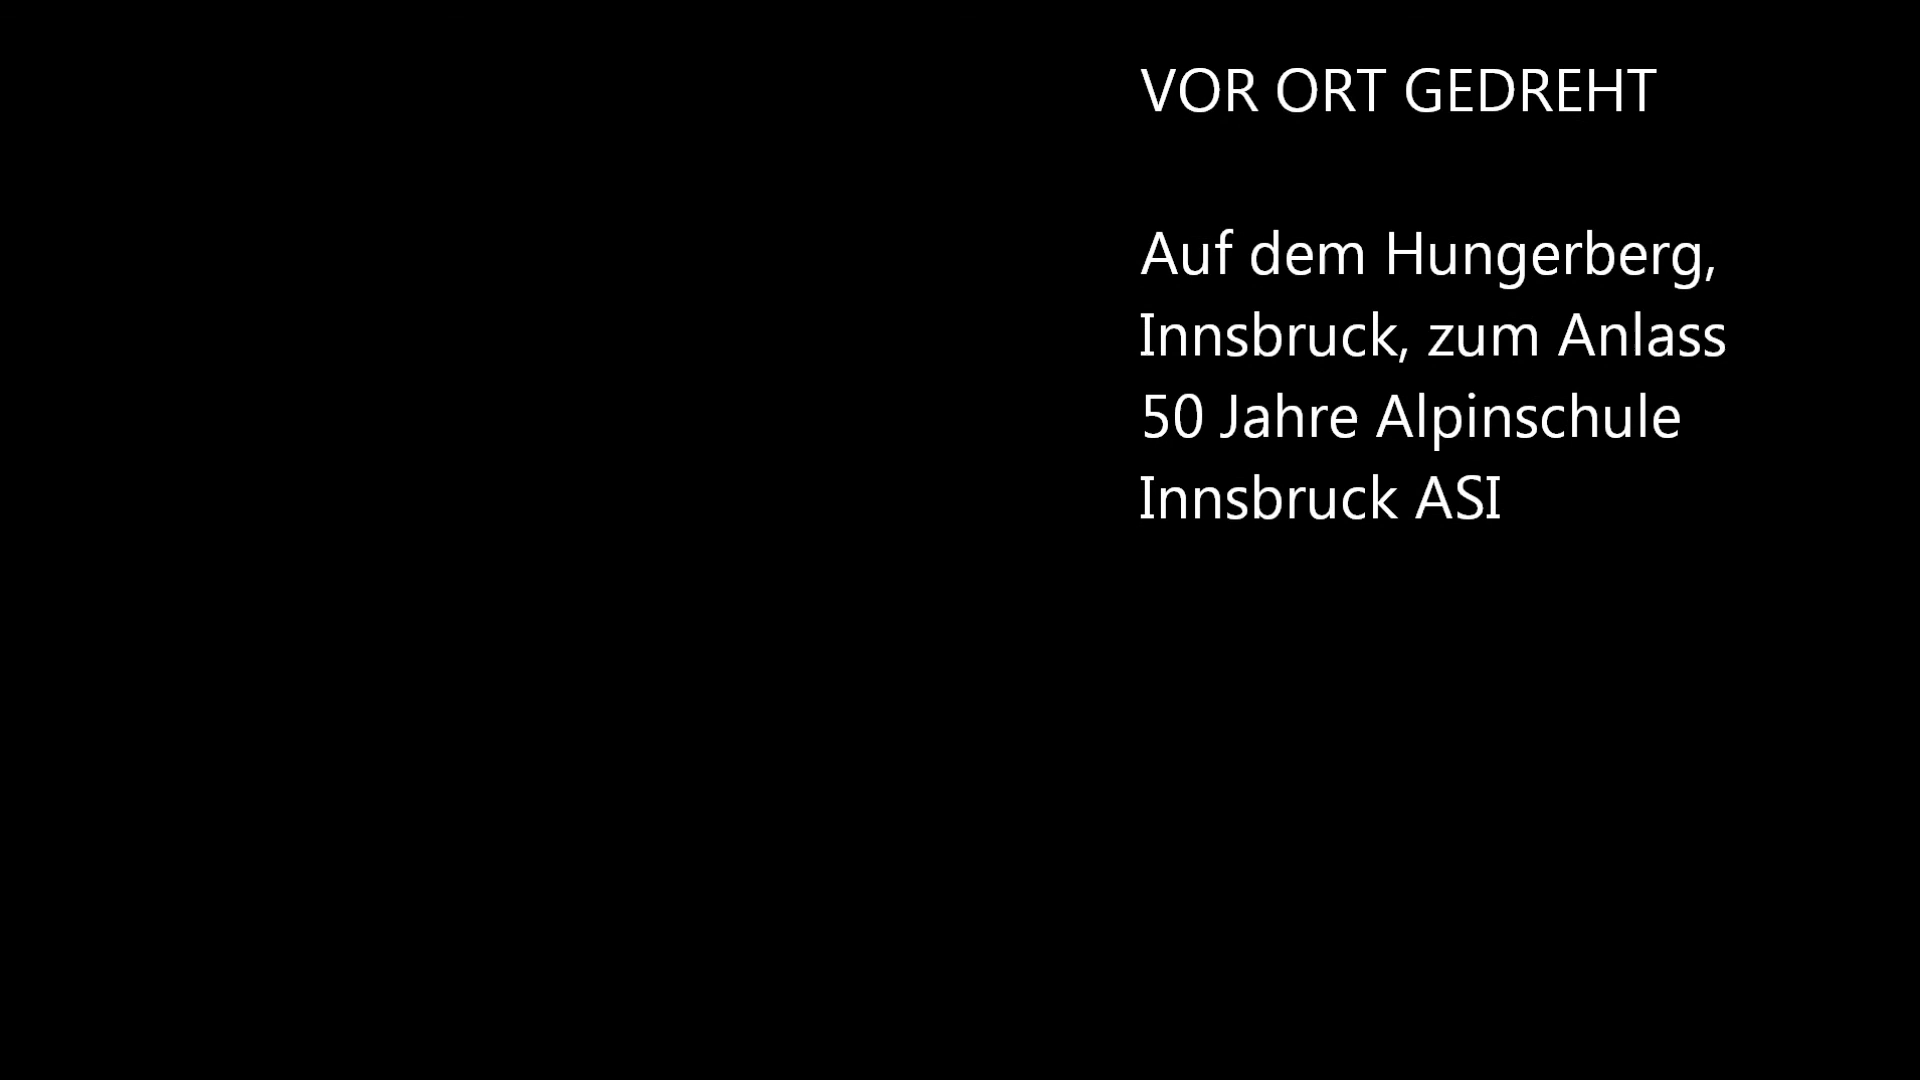 VOR ORT GEDREHT
Auf dem Hungerberg,
Innsbruck, zum Anlass
50 Jahre Alpinschule
Innsbruck ASI